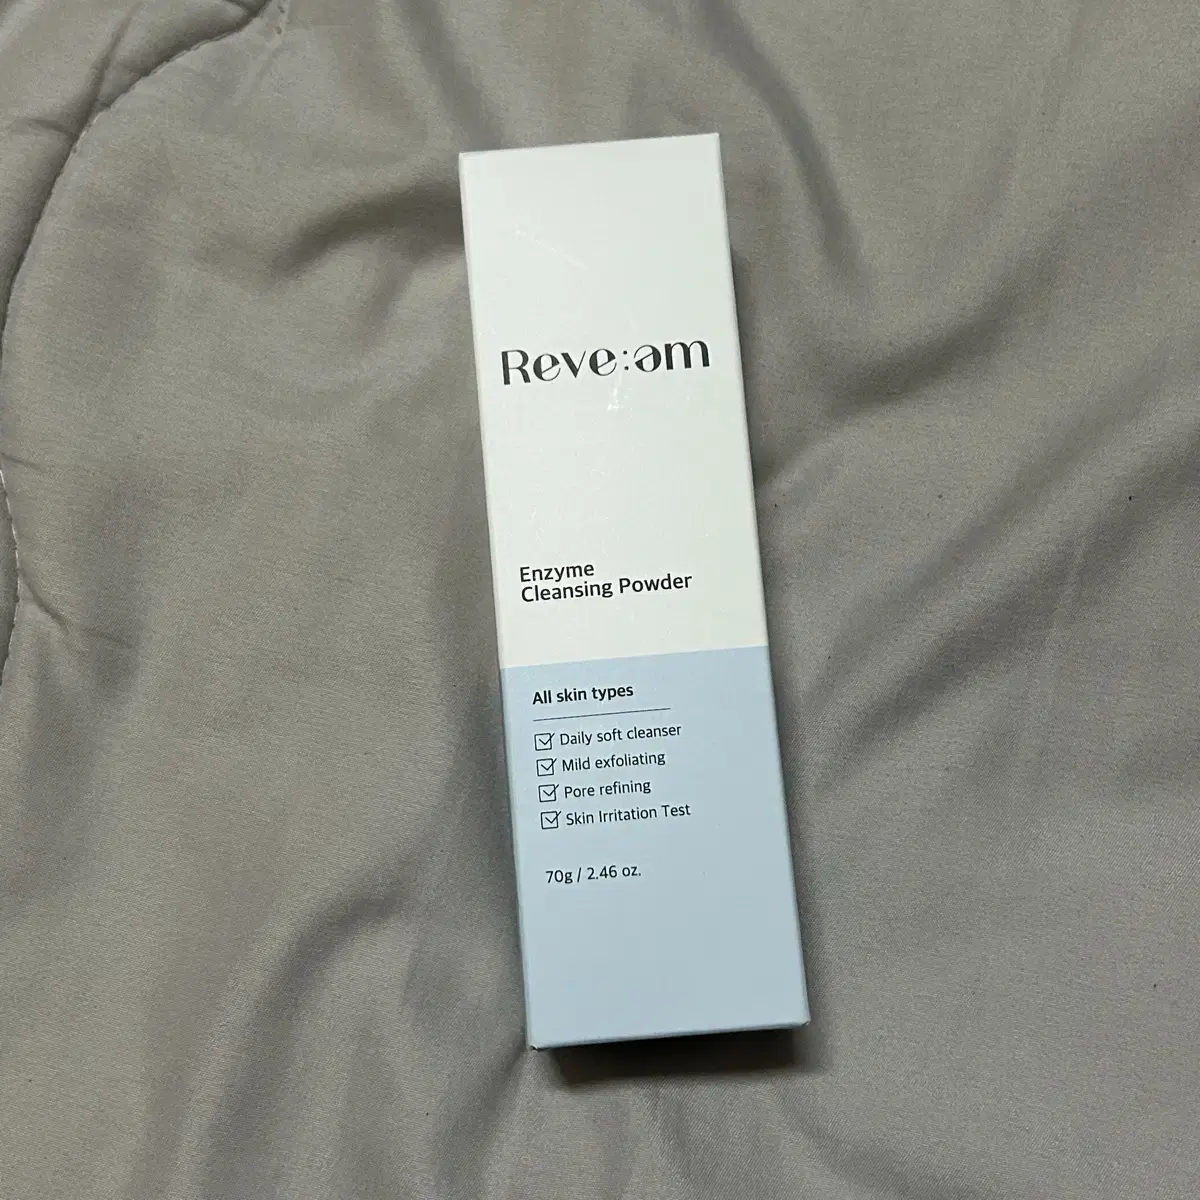 Reve:əm
Enzyme
Cleansing Powder
All skin types
Daily soft cleanser
Mild exfoliating
Pore refining
Skin Irritation Test
70g / 2.46 oz.